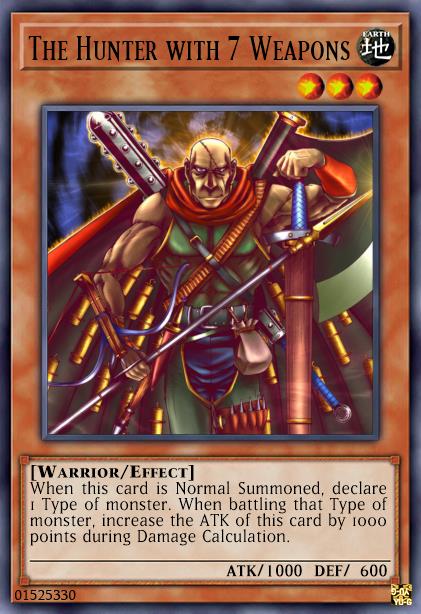 The Hunter with 7 Weapons
EARTH
地
[Warrior/Effect]
When this card is Normal Summoned, declare
1 Type of monster. When battling that Type of
monster, increase the ATK of this card by 1000
points during Damage Calculation.
ATK/1000 DEF/ 600
01525330